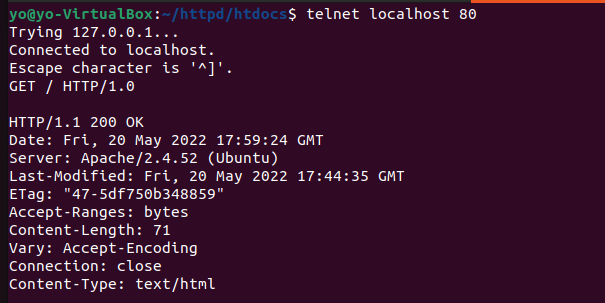 yo@yo-VirtualBox:~/httpd/htdocs$ telnet localhost 80
Trying 127.0.0.1...
Connected to localhost.
Escape character is '^]'.
GET / HTTP/1.0

HTTP/1.1 200 OK
Date: Fri, 20 May 2022 17:59:24 GMT
Server: Apache/2.4.52 (Ubuntu)
Last-Modified: Fri, 20 May 2022 17:44:35 GMT
ETag: "47-5df750b348859"
Accept-Ranges: bytes
Content-Length: 71
Vary: Accept-Encoding
Connection: close
Content-Type: text/html